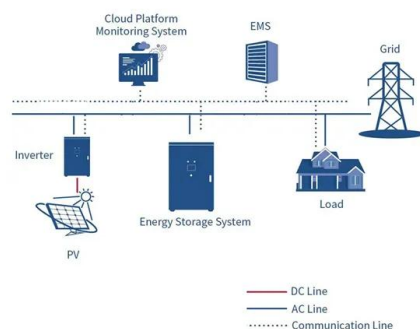 Cloud Platform
Monitoring System
EMS
Grid
Inverter
Energy Storage System
Load
PV
DC Line
AC Line
Communication Line